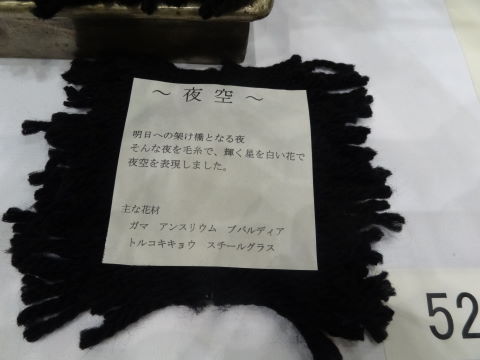 ～ 夜 空 ～
明日への架け橋となる夜
そんな夜を毛糸で、輝く星を白い花で
夜空を表現しました。
主な花材
ガマ アンスリウム ブバルディア
トルコキキョウ スチールグラス
52